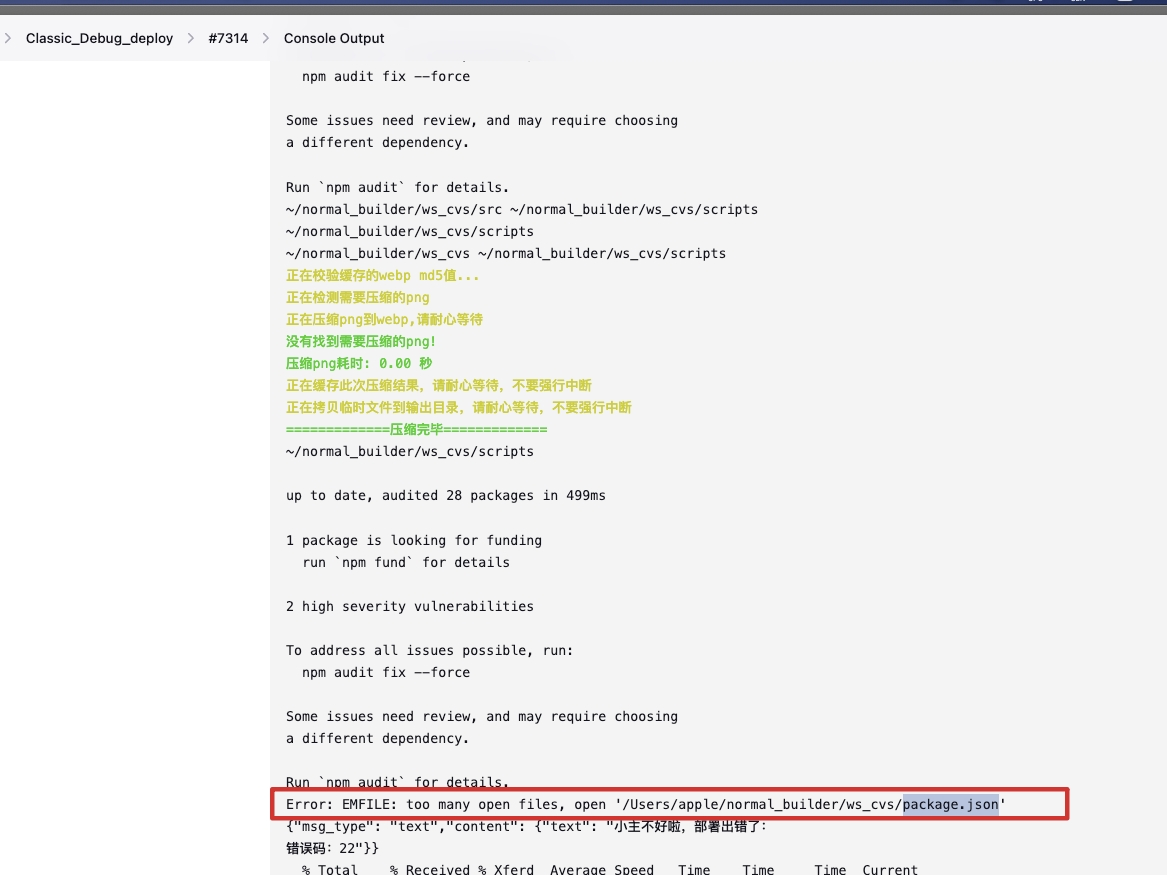 Classic_Debug_deploy > #7314 > Console Output
npm audit fix --force
Some issues need review, and may require choosing
a different dependency.
Run `npm audit` for details.
~/normal_builder/ws_cvs/src ~/normal_builder/ws_cvs/scripts
~/normal_builder/ws_cvs/scripts
~/normal_builder/ws_cvs ~/normal_builder/ws_cvs/scripts
正在校验缓存的webp md5值...
正在检测需要压缩的png
正在压缩png到webp,请耐心等待
没有找到需要压缩的png!
压缩png耗时: 0.00 秒
正在缓存此次压缩结果，请耐心等待，不要强行中断
正在拷贝临时文件到输出目录，请耐心等待，不要强行中断
=============压缩完毕=============
~/normal_builder/ws_cvs/scripts
up to date, audited 28 packages in 499ms
1 package is looking for funding
run `npm fund` for details
2 high severity vulnerabilities
To address all issues possible, run:
npm audit fix --force
Some issues need review, and may require choosing
a different dependency.
Run `npm audit` for details.
Error: EMFILE: too many open files, open '/Users/apple/normal_builder/ws_cvs/package.json'
{"msg_type": "text","content": {"text": "小主不好啦，部署出错了：
错误码：22"}}
% Total % Received % Xferd Average Speed Time Time Time Current